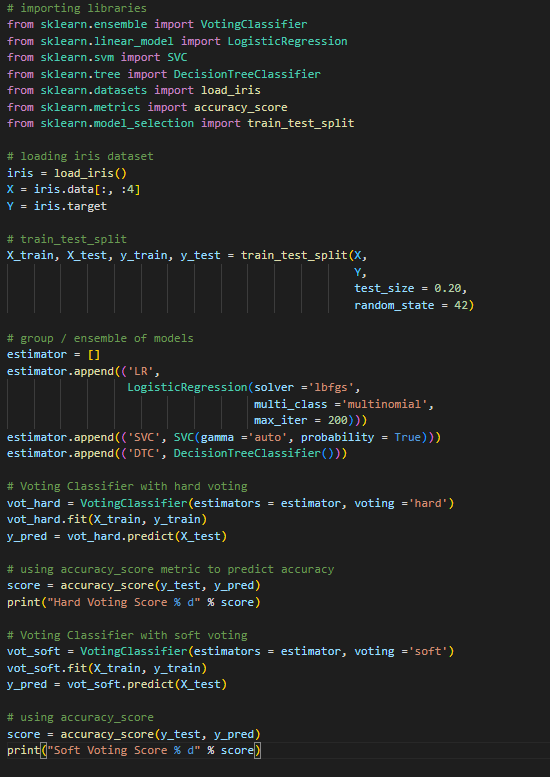 # importing libraries
from sklearn.ensemble import VotingClassifier
from sklearn.linear_model import LogisticRegression
from sklearn.svm import SVC
from sklearn.tree import DecisionTreeClassifier
from sklearn.datasets import load_iris
from sklearn.metrics import accuracy_score
from sklearn.model_selection import train_test_split

# loading iris dataset
iris = load_iris()
X = iris.data[:, :4]
Y = iris.target

# train_test_split
X_train, X_test, y_train, y_test = train_test_split(X,
                                                    Y,
                                                    test_size = 0.20,
                                                    random_state = 42)

# group / ensemble of models
estimator = []
estimator.append(('LR',
                  LogisticRegression(solver ='lbfgs',
                                     multi_class ='multinomial',
                                     max_iter = 200)))
estimator.append(('SVC', SVC(gamma ='auto', probability = True)))
estimator.append(('DTC', DecisionTreeClassifier()))

# Voting Classifier with hard voting
vot_hard = VotingClassifier(estimators = estimator, voting ='hard')
vot_hard.fit(X_train, y_train)
y_pred = vot_hard.predict(X_test)

# using accuracy_score metric to predict accuracy
score = accuracy_score(y_test, y_pred)
print("Hard Voting Score % d" % score)

# Voting Classifier with soft voting
vot_soft = VotingClassifier(estimators = estimator, voting ='soft')
vot_soft.fit(X_train, y_train)
y_pred = vot_soft.predict(X_test)

# using accuracy_score
score = accuracy_score(y_test, y_pred)
print("Soft Voting Score % d" % score)